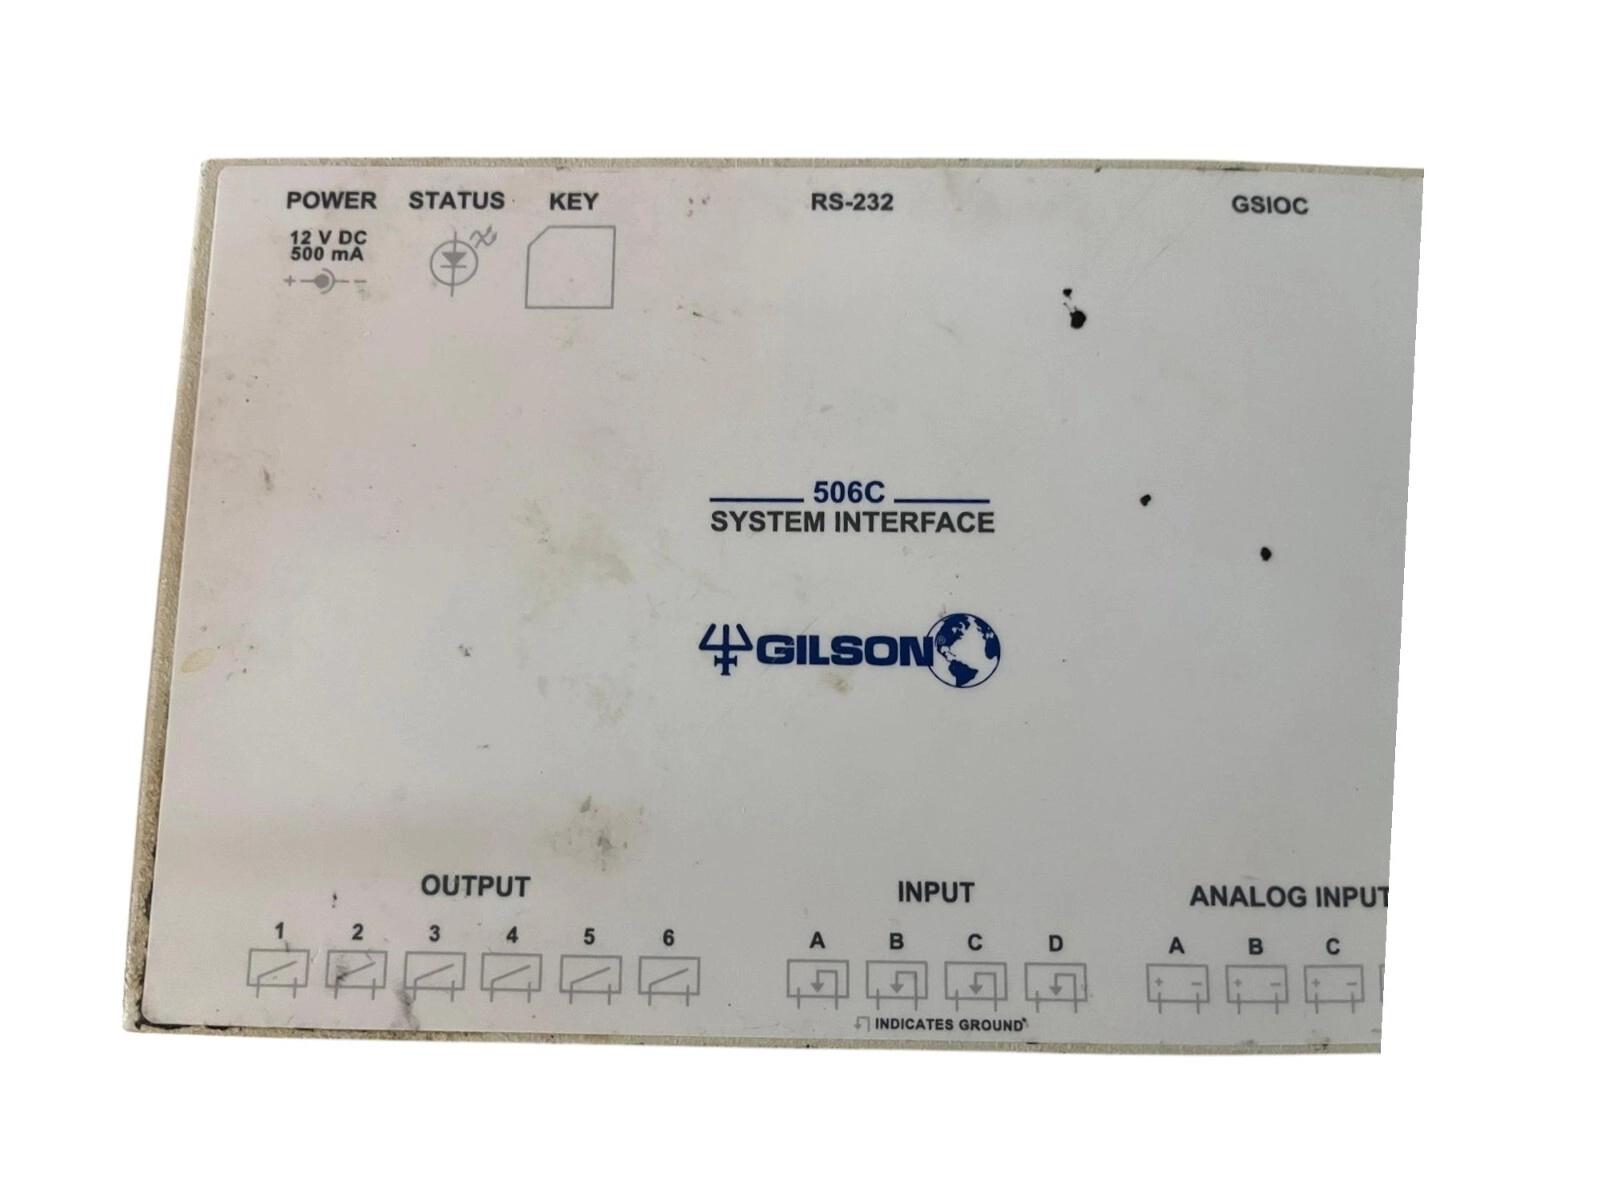 POWER STATUS KEY RS-232 GSIOC
12 V DC
500 mA
+ -
506C
SYSTEM INTERFACE
GILSON®
OUTPUT INPUT ANALOG INPUT
1 2 3 4 5 6 A B C D A B C
+ - + - + -
INDICATES GROUND